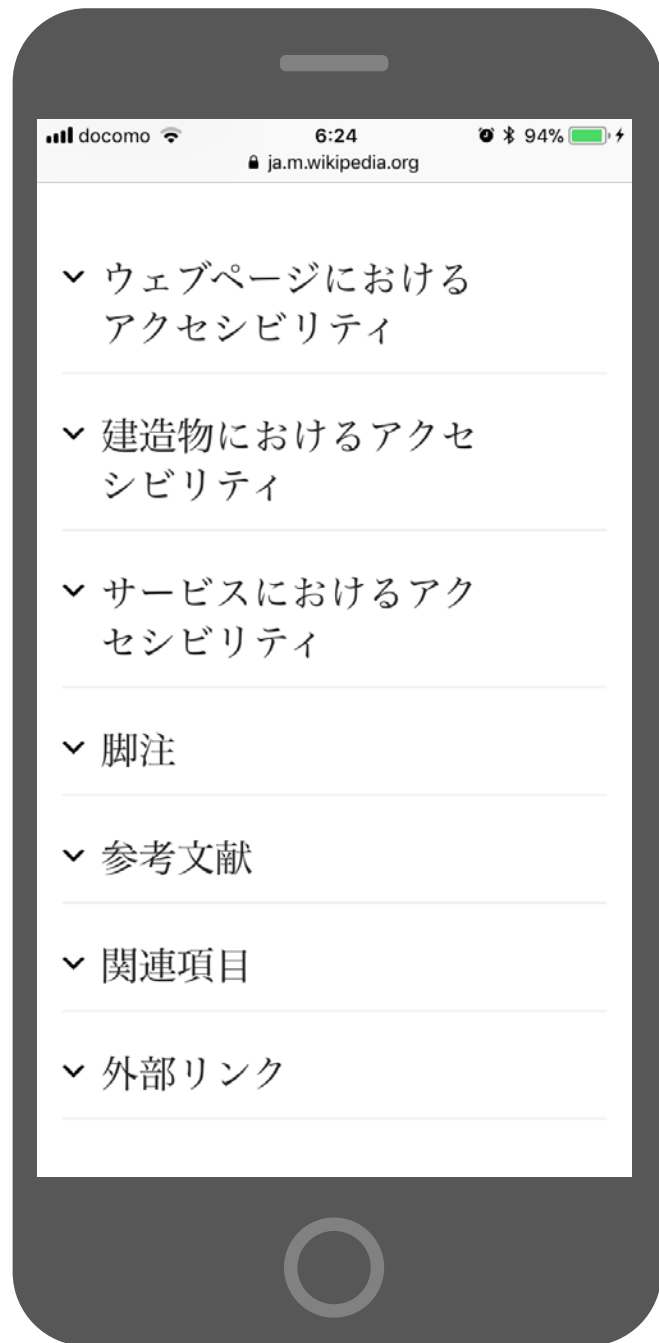 docomo
6:24
94%
ja.m.wikipedia.org
ウェブページにおける
アクセシビリティ
建造物におけるアクセ
シビリティ
サービスにおけるアク
セシビリティ
脚注
参考文献
関連項目
外部リンク